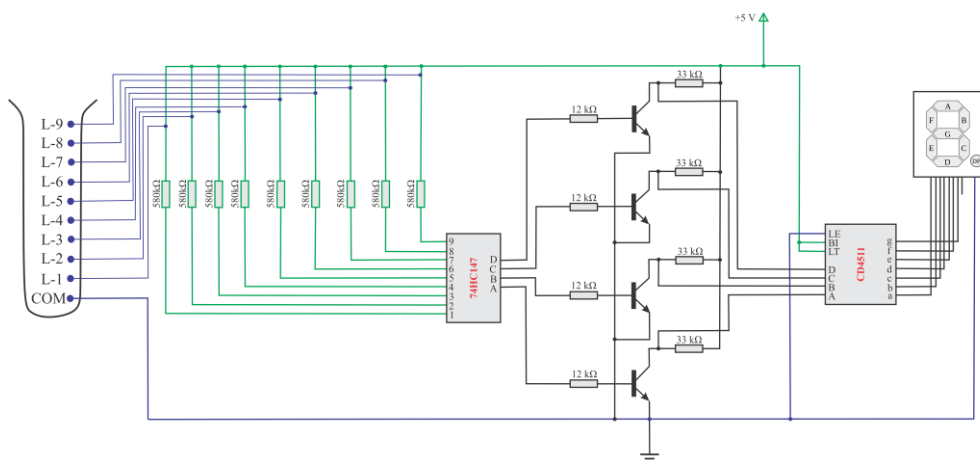 +5 V
L-9
L-8
L-7
L-6
L-5
L-4
L-3
L-2
L-1
COM
580kΩ
580kΩ
580kΩ
580kΩ
580kΩ
580kΩ
580kΩ
580kΩ
580kΩ
9
8
7
6
5
4
3
2
1
74HC147
D
C
B
A
12 kΩ
12 kΩ
12 kΩ
12 kΩ
33 kΩ
33 kΩ
33 kΩ
33 kΩ
LE
BI
LT
D
C
B
A
CD4511
g
f
e
d
c
b
a
A
F B
G
E C
D
DP